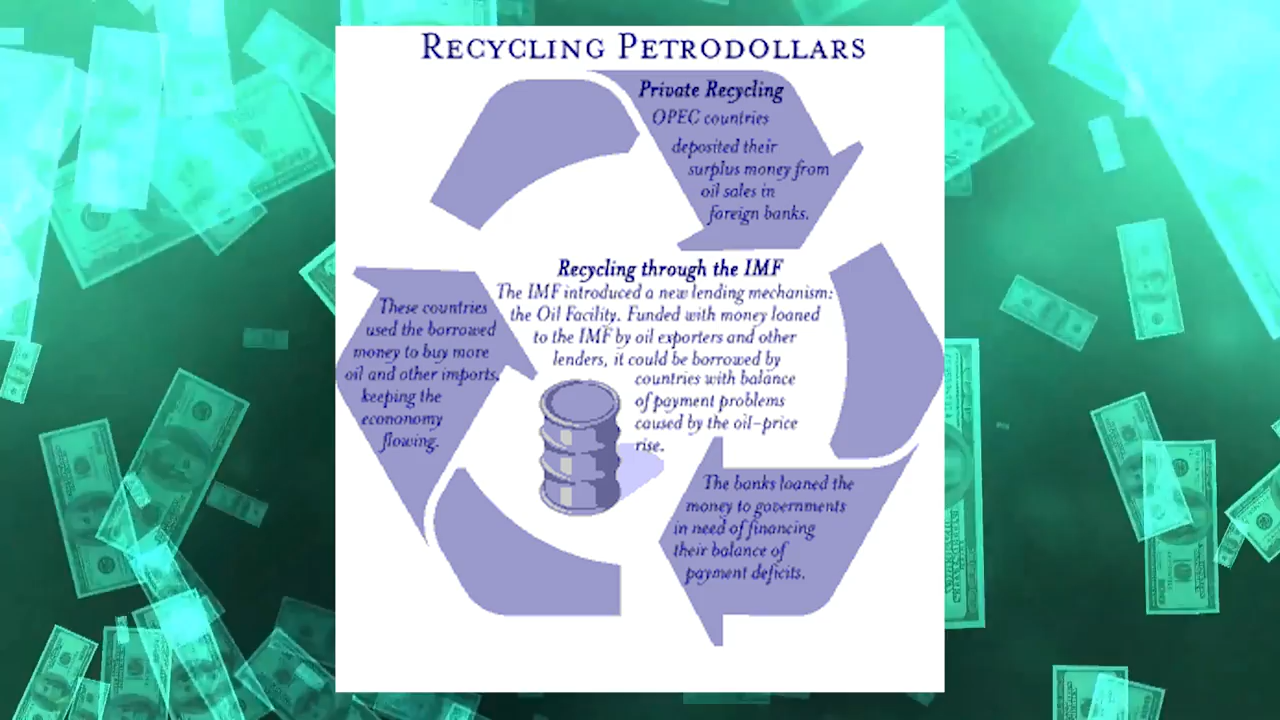 RECYCLING PETRODOLLARS
Private Recycling
OPEC countries
deposited their
surplus money from
oil sales in
foreign banks.
Recycling through the IMF
The IMF introduced a new lending mechanism:
the Oil Facility. Funded with money loaned
to the IMF by oil exporters and other
lenders, it could be borrowed by
countries with balance
of payment problems
caused by the oil-price
rise.
The banks loaned the
money to governments
in need of financing
their balance of
payment deficits.
These countries
used the borrowed
money to buy more
oil and other imports,
keeping the
econonomy
flowing.